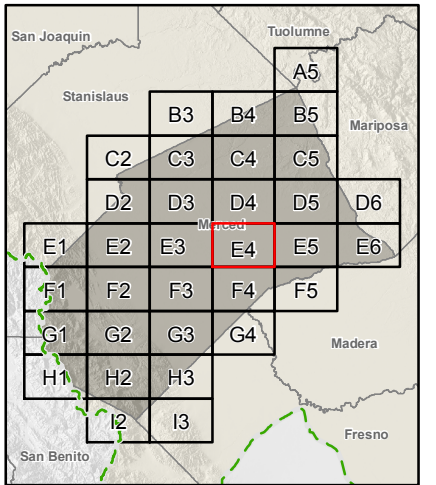 San Joaquin
Tuolumne
A5
Stanislaus
B3 B4 B5
Mariposa
C2 C3 C4 C5
D2 D3 D4 D5 D6
Merced
E1 E2 E3 E4 E5 E6
F1 F2 F3 F4 F5
G1 G2 G3 G4
Madera
H1 H2 H3
I2 I3
Fresno
San Benito